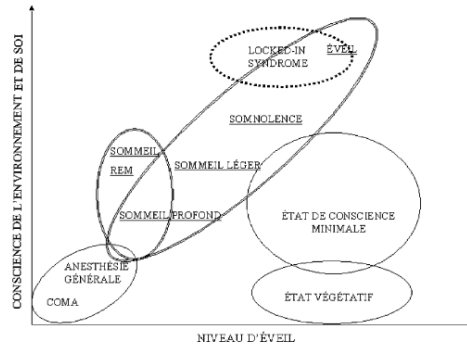 CONSCIENCE DE L'ENVIRONNEMENT ET DE SOI
LOCKED-IN
SYNDROME
ÉVEIL
SOMNOLENCE
SOMMEIL
REM
SOMMEIL LÉGER
SOMMEIL PROFOND
ÉTAT DE CONSCIENCE
MINIMALE
ANESTHÉSIE
GÉNÉRALE
COMA
ÉTAT VÉGÉTATIF
NIVEAU D'ÉVEIL